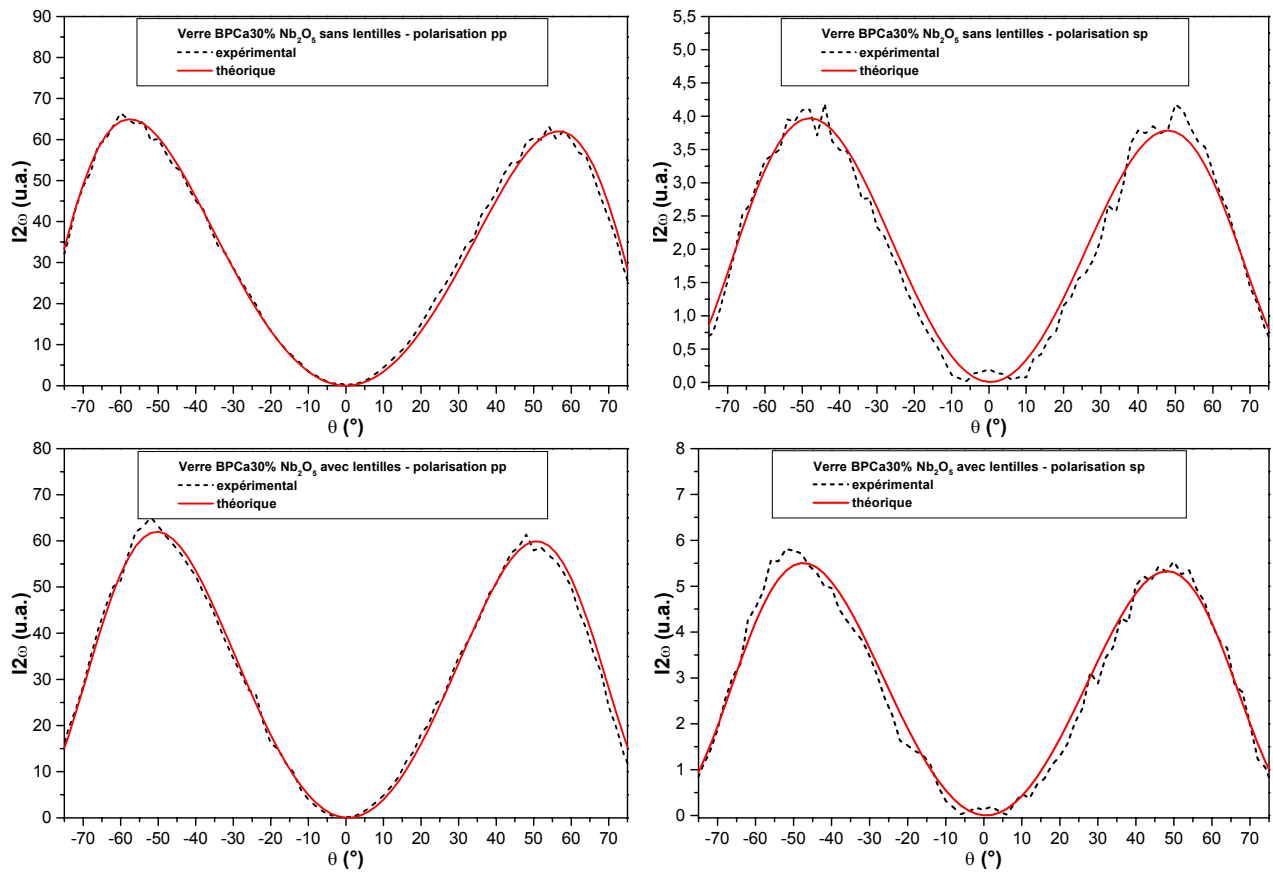 Verre BPCa30% Nb2O5 sans lentilles - polarisation pp
expérimental
théorique
I2ω (u.a.)
90
80
70
60
50
40
30
20
10
0
-70 -60 -50 -40 -30 -20 -10 0 10 20 30 40 50 60 70
θ (°)
Verre BPCa30% Nb2O5 sans lentilles - polarisation sp
expérimental
théorique
I2ω (u.a.)
5,5
5,0
4,5
4,0
3,5
3,0
2,5
2,0
1,5
1,0
0,5
0,0
-70 -60 -50 -40 -30 -20 -10 0 10 20 30 40 50 60 70
θ (°)
Verre BPCa30% Nb2O5 avec lentilles - polarisation pp
expérimental
théorique
I2ω (u.a.)
80
70
60
50
40
30
20
10
0
-70 -60 -50 -40 -30 -20 -10 0 10 20 30 40 50 60 70
θ (°)
Verre BPCa30% Nb2O5 avec lentilles - polarisation sp
expérimental
théorique
I2ω (u.a.)
8
7
6
5
4
3
2
1
0
-70 -60 -50 -40 -30 -20 -10 0 10 20 30 40 50 60 70
θ (°)